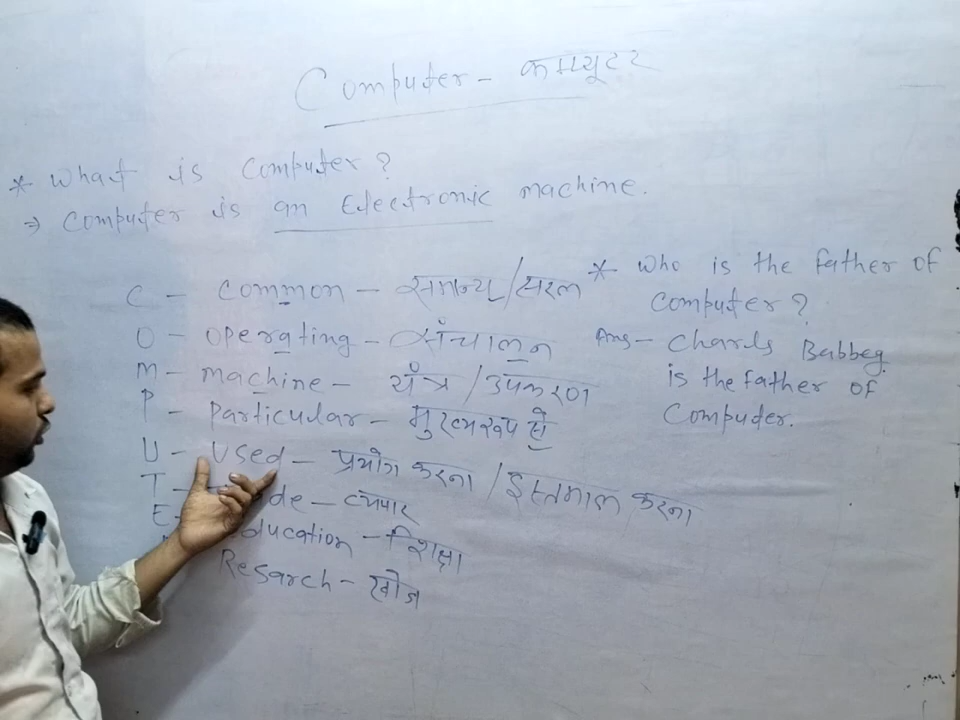 Computer - कम्प्यूटर
* What is computer?
⇒ Computer is an Electronic machine.
C - common - समान्य/सरल
O - operating - संचालन
M - machine - यंत्र / उपकरण
P - particular - मुख्यरूप से
U - Used - प्रयोग करना / इस्तमाल करना
T - de - व्यपार
E - ducation - शिक्षा
Research - खोज
* Who is the father of
computer?
Ans - Charls Babbeg
is the father of
Computer.